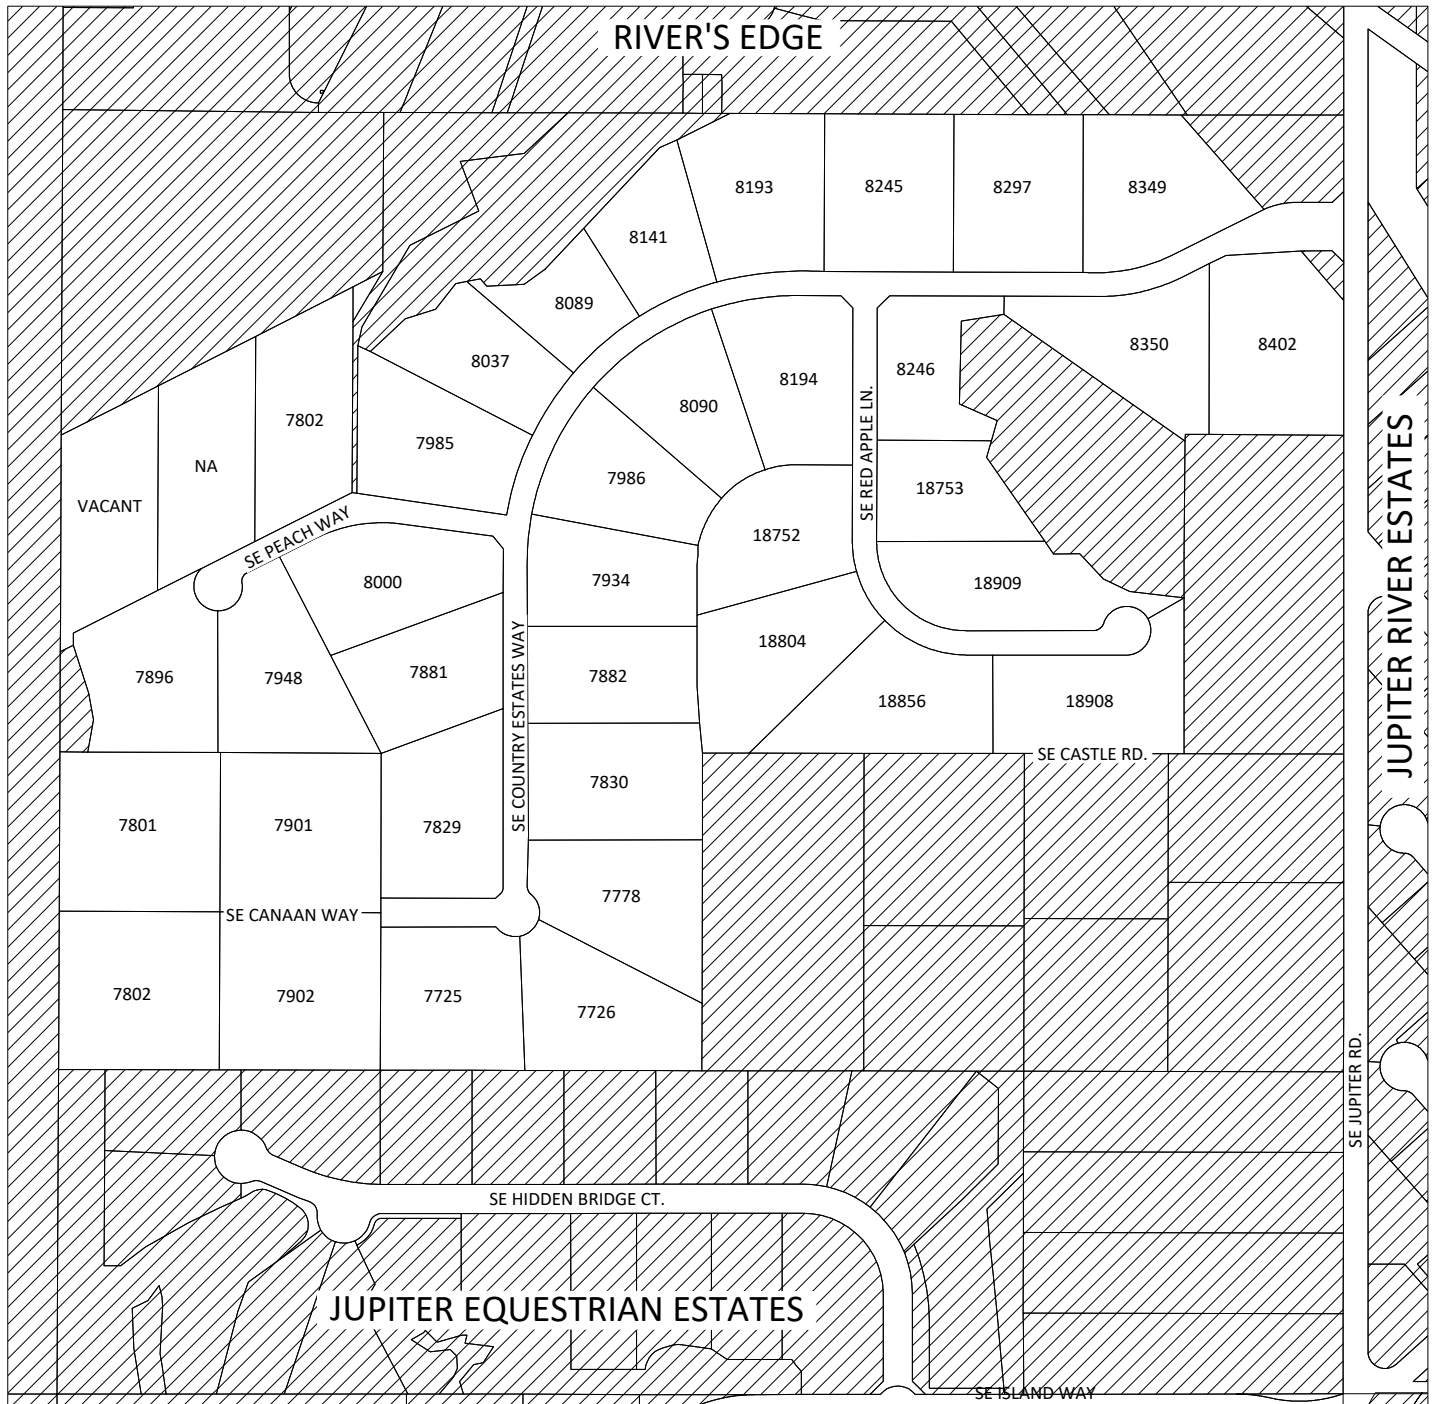 RIVER'S EDGE
8193
8245
8297
8349
8141
8089
8037
8350
8402
8194
8246
8090
7802
7985
NA
7986
SE RED APPLE LN.
18753
VACANT
SE PEACH WAY
18752
8000
7934
18909
JUPITER RIVER ESTATES
18804
7896
7948
7881
7882
18856
18908
SE COUNTRY ESTATES WAY
SE CASTLE RD.
7830
7801
7901
7829
7778
SE CANAAN WAY
7802
7902
7725
7726
SE JUPITER RD.
SE HIDDEN BRIDGE CT.
JUPITER EQUESTRIAN ESTATES
SE ISLAND WAY